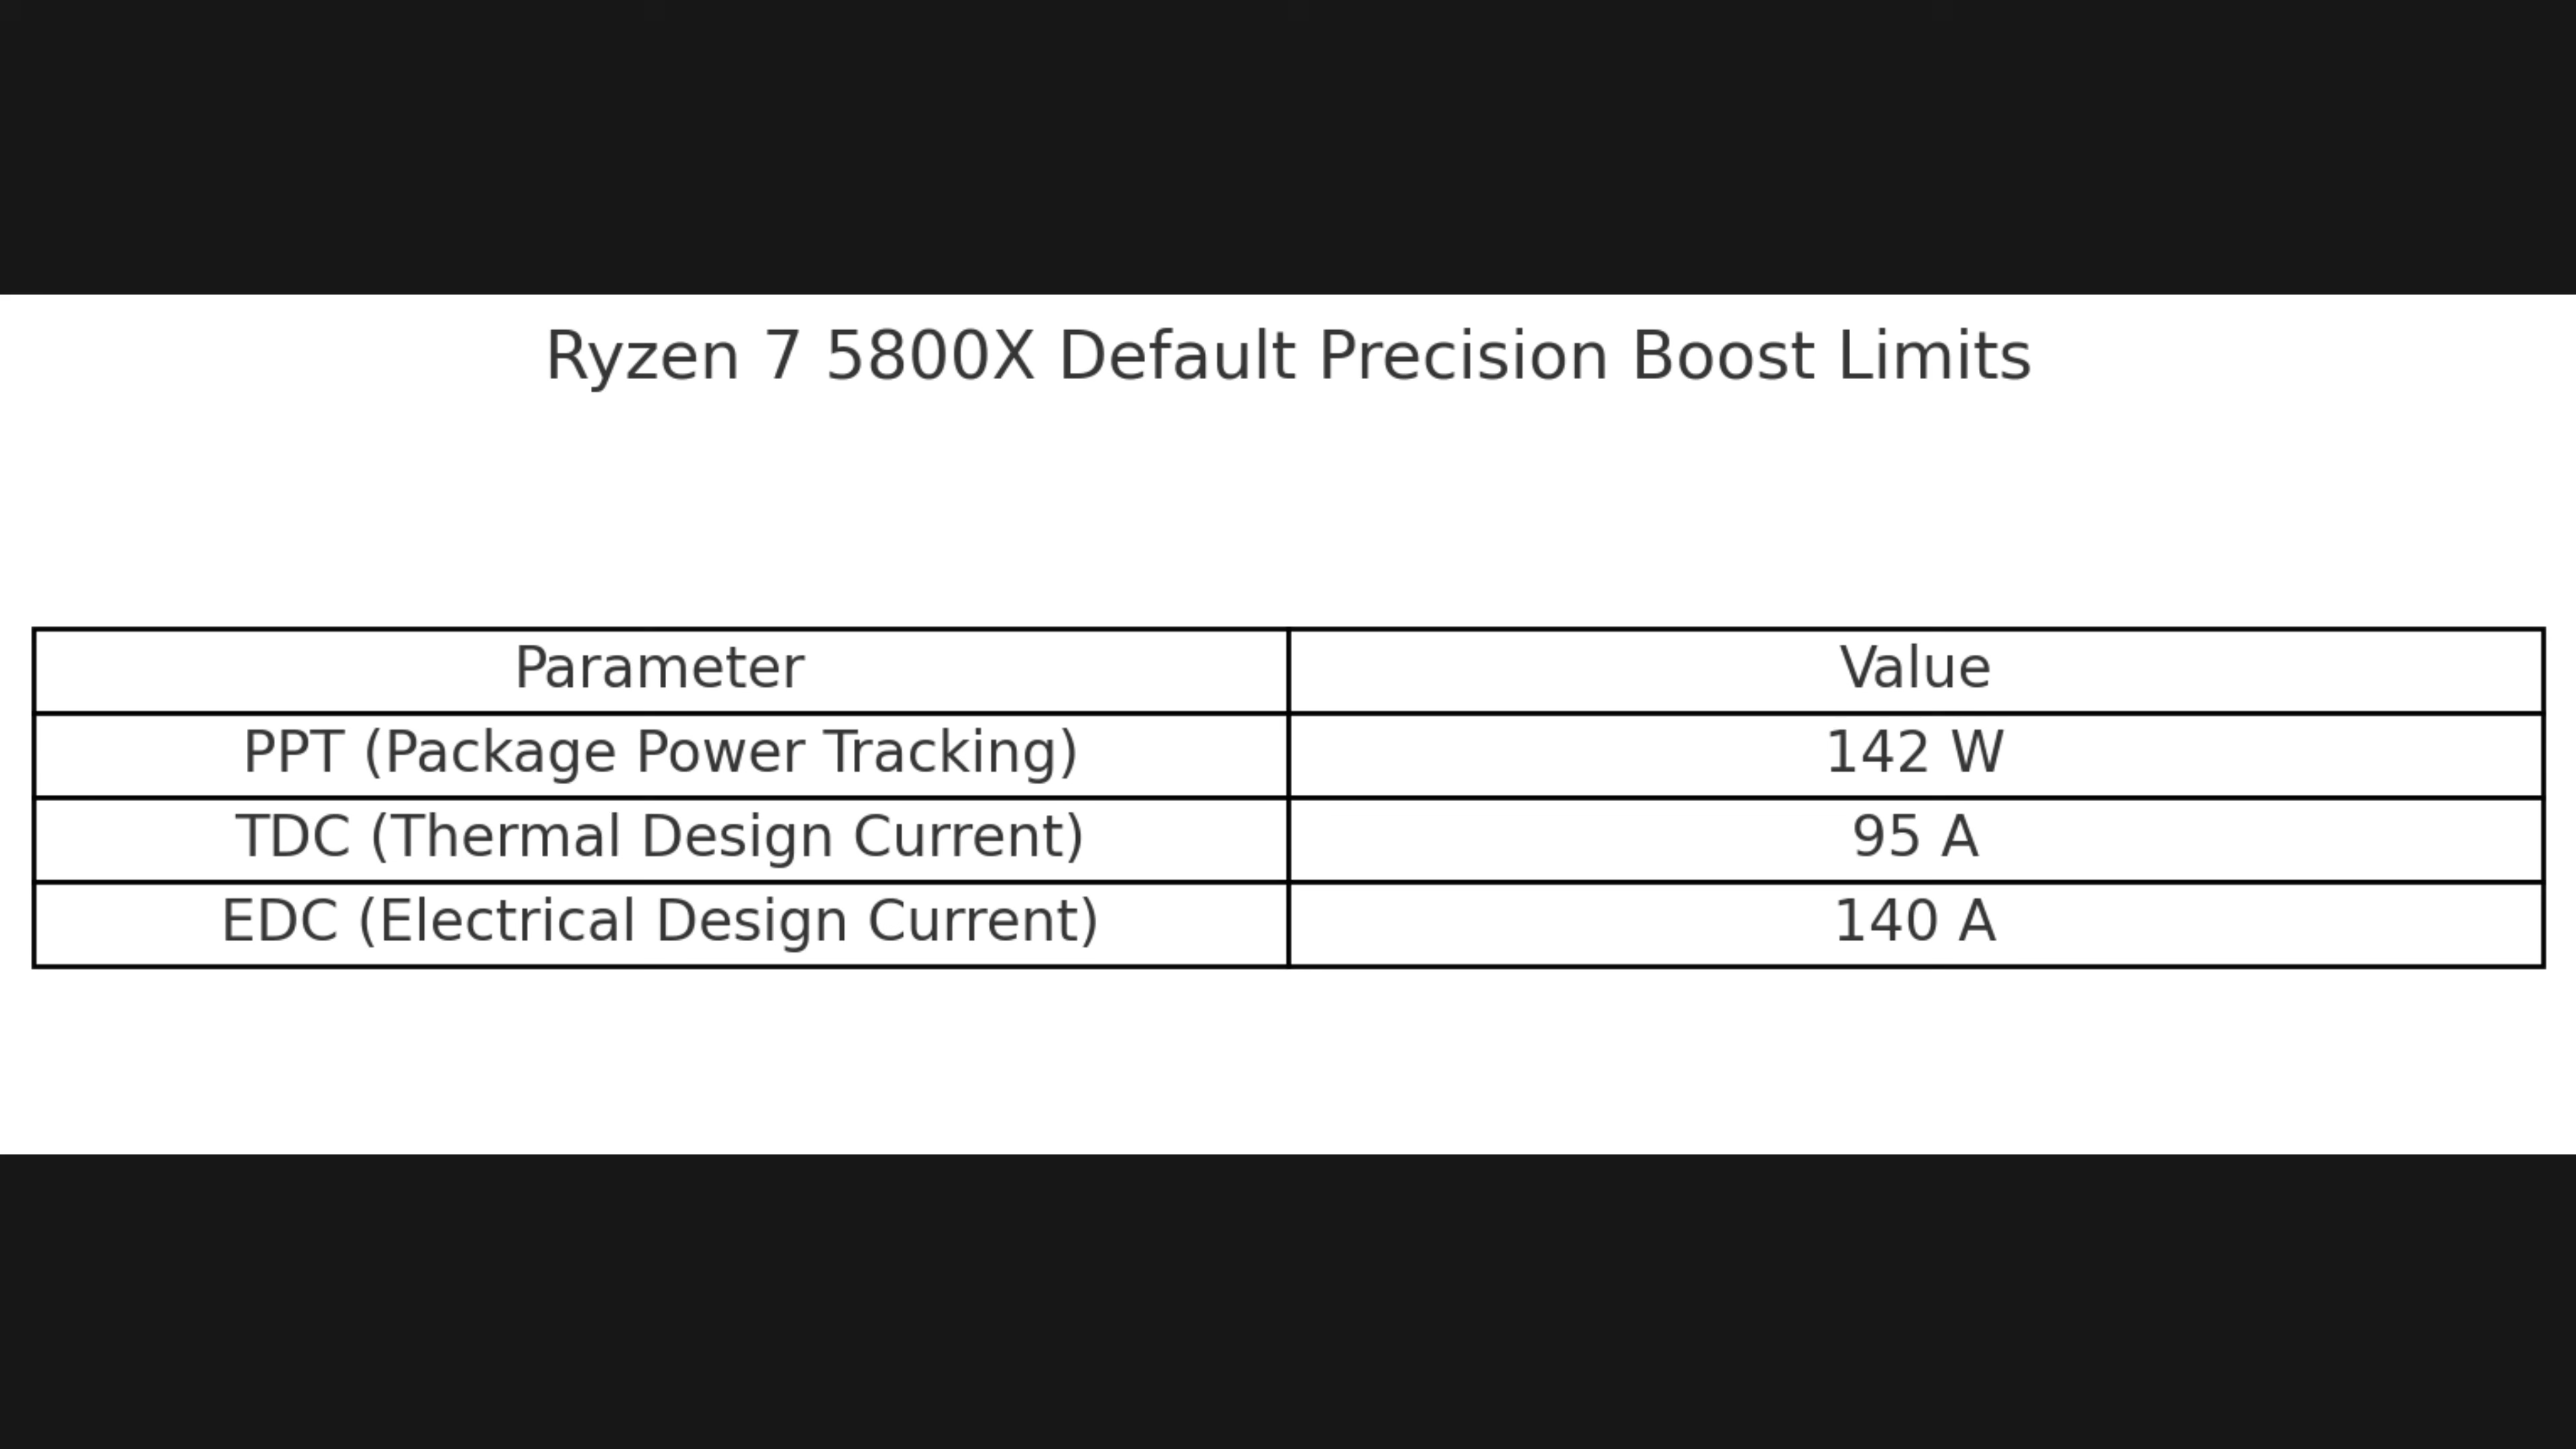 Ryzen 7 5800X Default Precision Boost Limits
Parameter Value
PPT (Package Power Tracking) 142 W
TDC (Thermal Design Current) 95 A
EDC (Electrical Design Current) 140 A